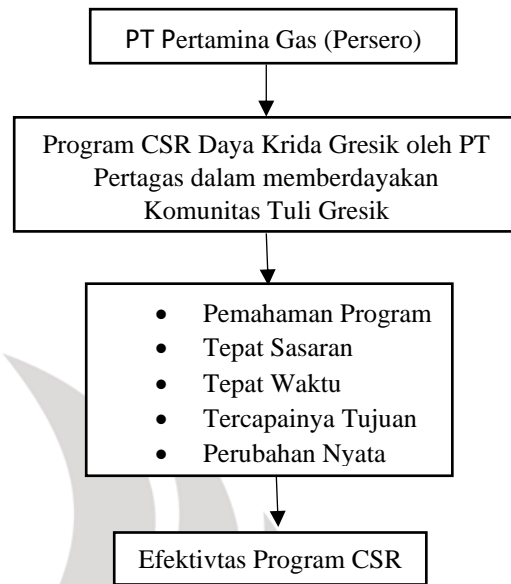 PT Pertamina Gas (Persero)
Program CSR Daya Krida Gresik oleh PT
Pertagas dalam memberdayakan
Komunitas Tuli Gresik
• Pemahaman Program
• Tepat Sasaran
• Tepat Waktu
• Tercapainya Tujuan
• Perubahan Nyata
Efektivtas Program CSR